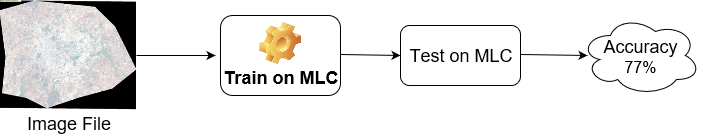 Image File
Train on MLC
Test on MLC
Accuracy
77%